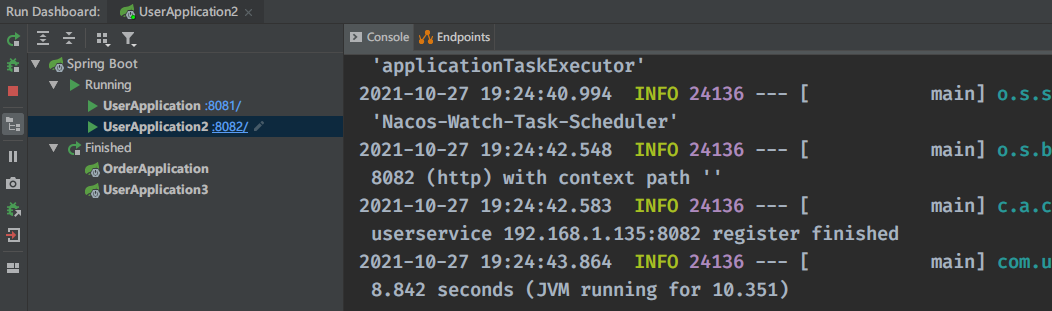 Run Dashboard: UserApplication2
Console Endpoints
Spring Boot
Running
UserApplication :8081/
UserApplication2 :8082/
Finished
OrderApplication
UserApplication3
'applicationTaskExecutor'
2021-10-27 19:24:40.994 INFO 24136 --- [ main] o.s.s
'Nacos-Watch-Task-Scheduler'
2021-10-27 19:24:42.548 INFO 24136 --- [ main] o.s.b
8082 (http) with context path ''
2021-10-27 19:24:42.583 INFO 24136 --- [ main] c.a.c
userservice 192.168.1.135:8082 register finished
2021-10-27 19:24:43.864 INFO 24136 --- [ main] com.u
8.842 seconds (JVM running for 10.351)